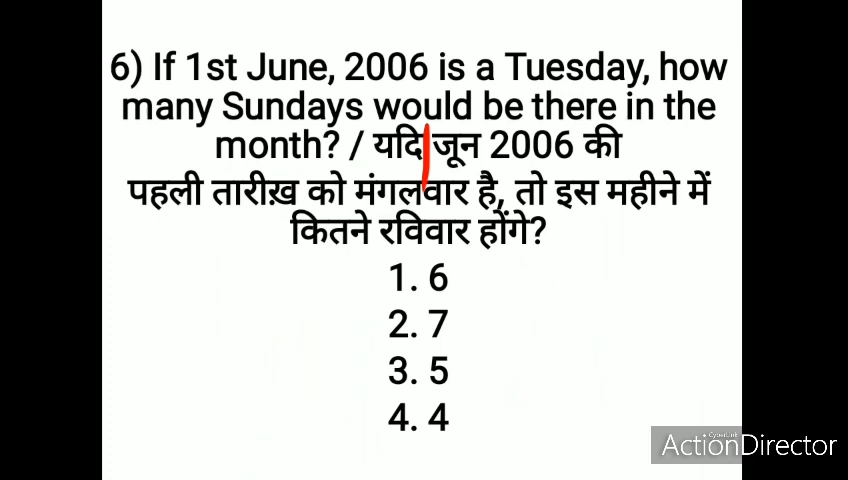 6) If 1st June, 2006 is a Tuesday, how
many Sundays would be there in the
month? / यदि जून 2006 की
पहली तारीख़ को मंगलवार है, तो इस महीने में
कितने रविवार होंगे?
1. 6
2. 7
3. 5
4. 4
CyberLink
ActionDirector